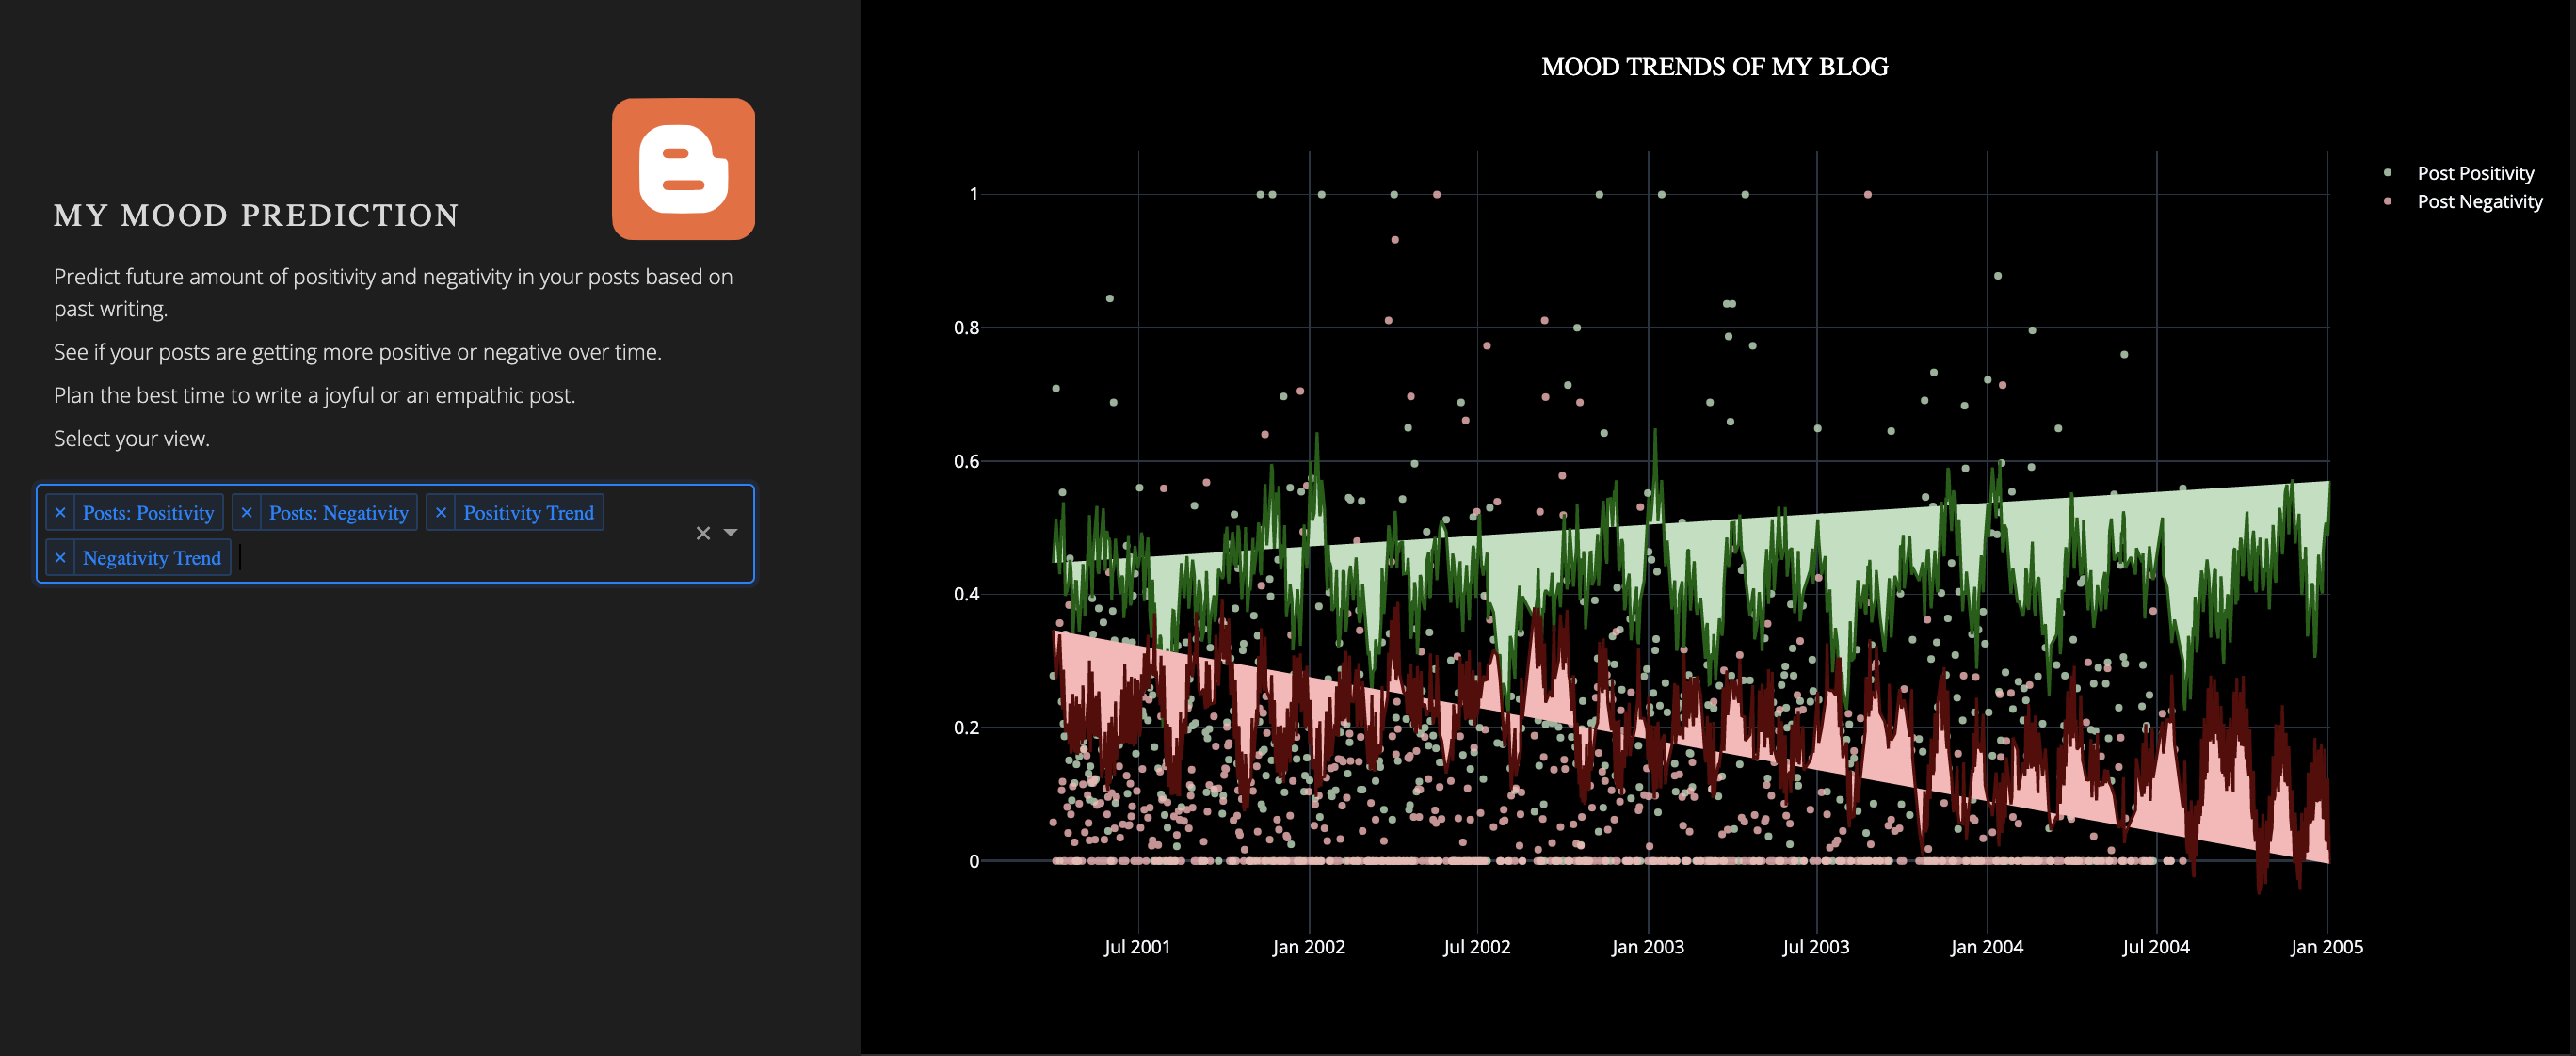 MY MOOD PREDICTION
Predict future amount of positivity and negativity in your posts based on
past writing.
See if your posts are getting more positive or negative over time.
Plan the best time to write a joyful or an empathic post.
Select your view.
× Posts: Positivity × Posts: Negativity × Positivity Trend
× Negativity Trend
MOOD TRENDS OF MY BLOG
Post Positivity
Post Negativity
1
0.8
0.6
0.4
0.2
0
Jul 2001 Jan 2002 Jul 2002 Jan 2003 Jul 2003 Jan 2004 Jul 2004 Jan 2005